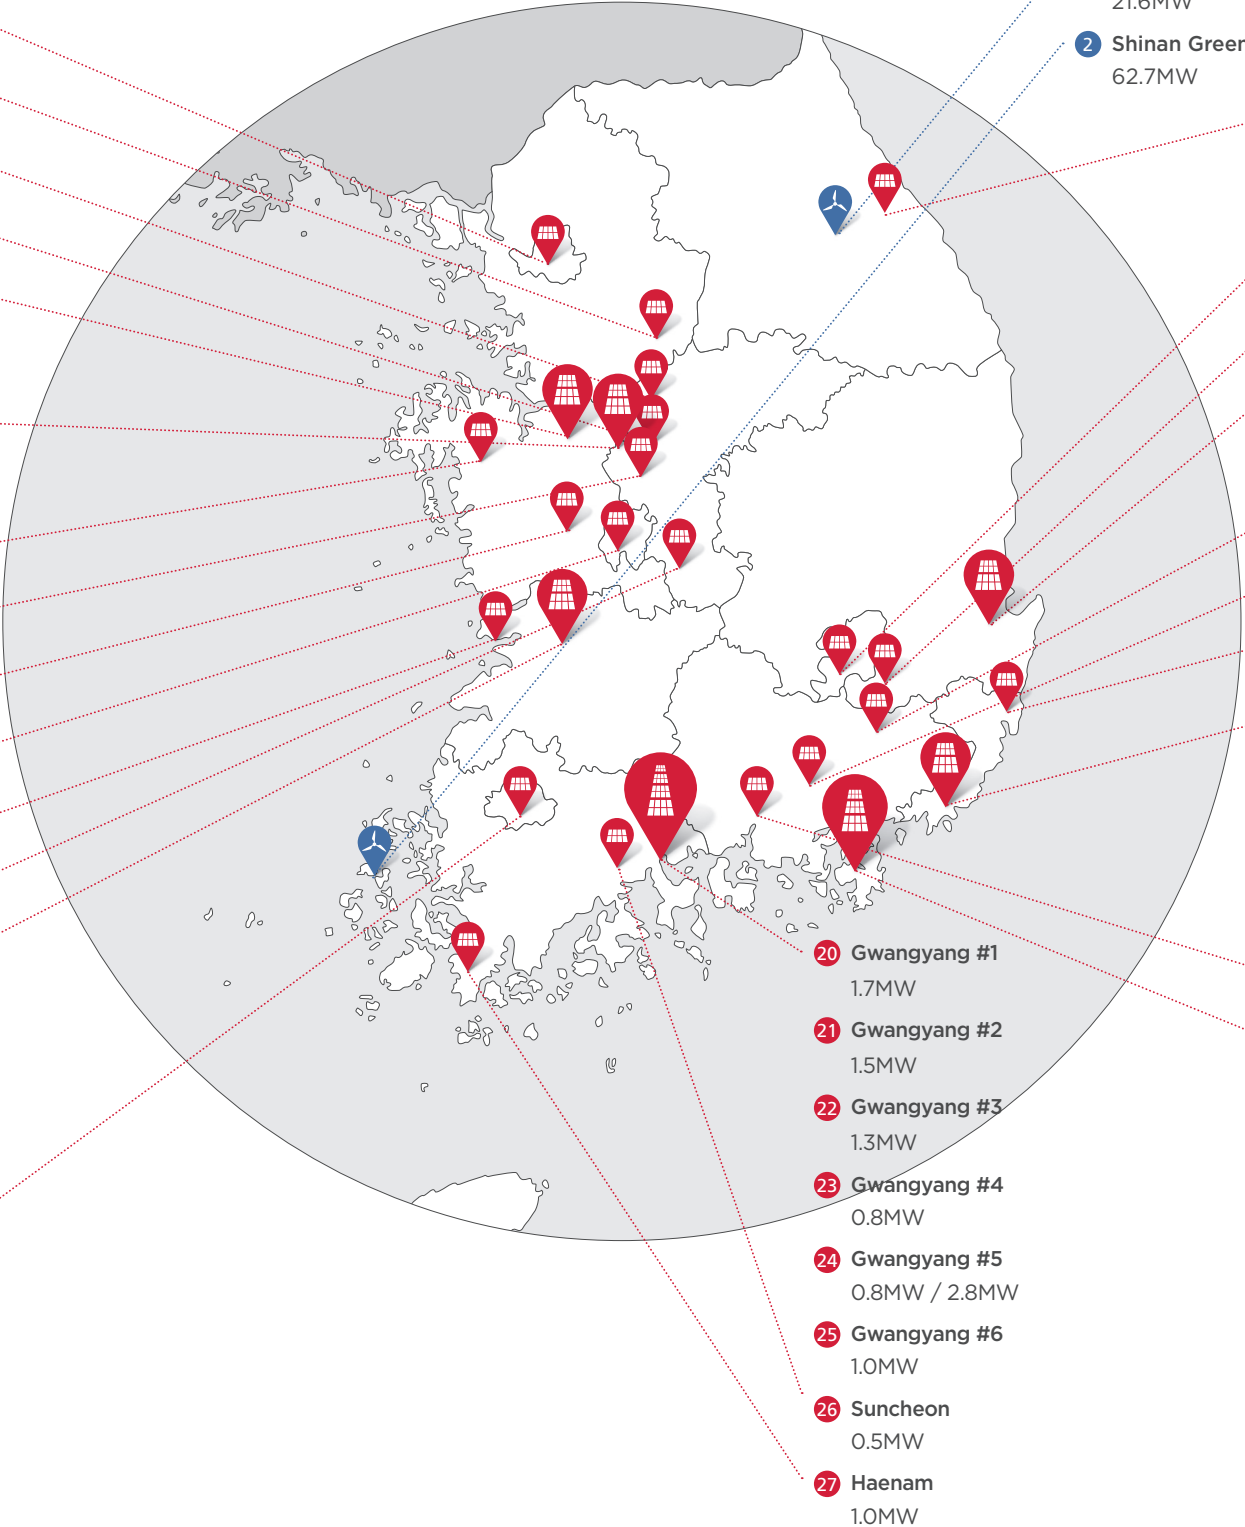 21.6MW
2 Shinan Green
62.7MW
20 Gwangyang #1
1.7MW
21 Gwangyang #2
1.5MW
22 Gwangyang #3
1.3MW
23 Gwangyang #4
0.8MW
24 Gwangyang #5
0.8MW / 2.8MW
25 Gwangyang #6
1.0MW
26 Suncheon
0.5MW
27 Haenam
1.0MW